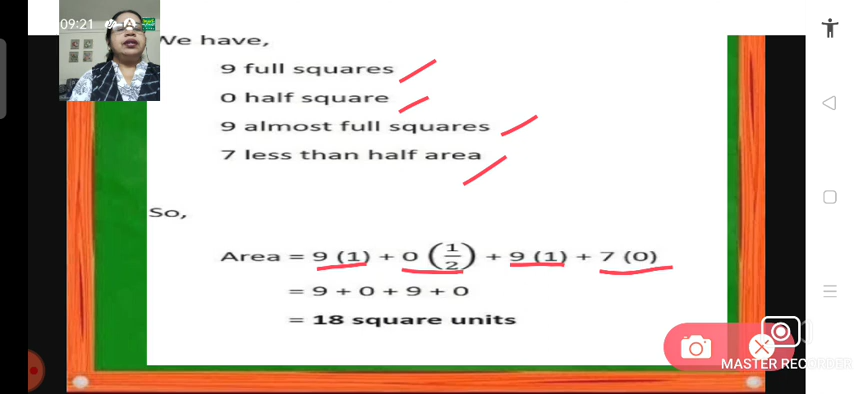 09:21
We have,
9 full squares
0 half square
9 almost full squares
7 less than half area
So,
Area = 9 (1) + 0 (1/2) + 9 (1) + 7 (0)
= 9 + 0 + 9 + 0
= 18 square units
MASTER RECORDER